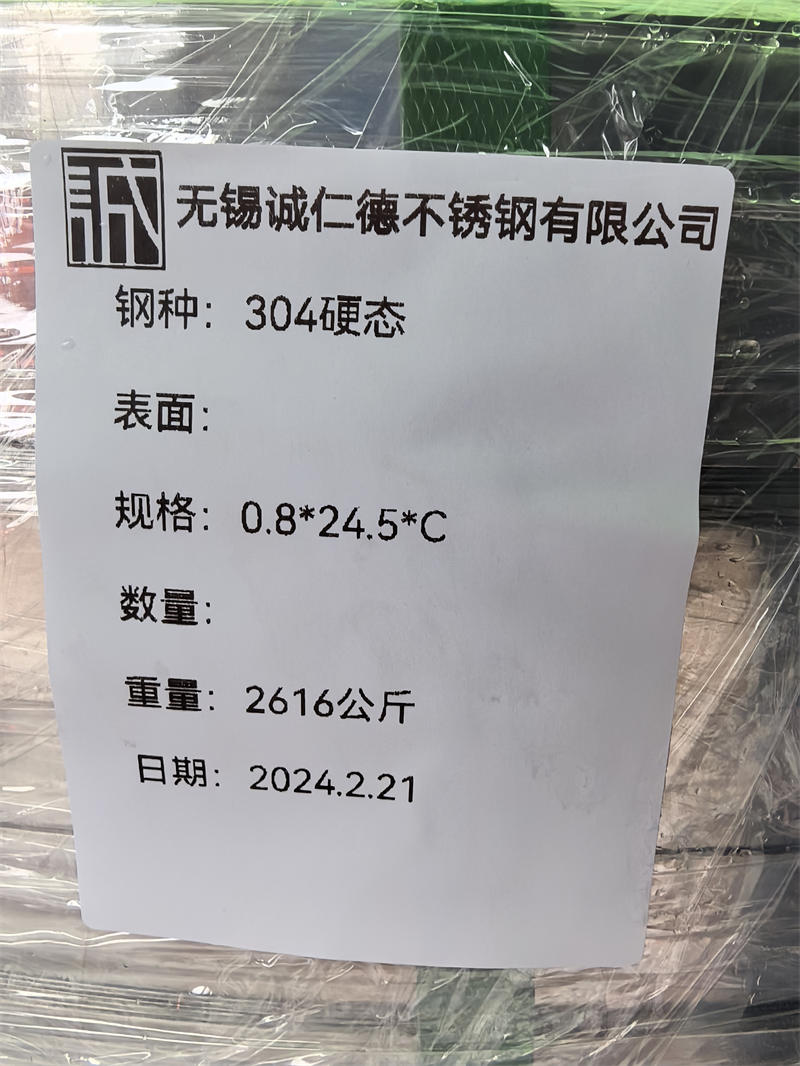 无锡诚仁德不锈钢有限公司
钢种：304硬态
表面：
规格：0.8*24.5*C
数量：
重量：2616公斤
日期：2024.2.21